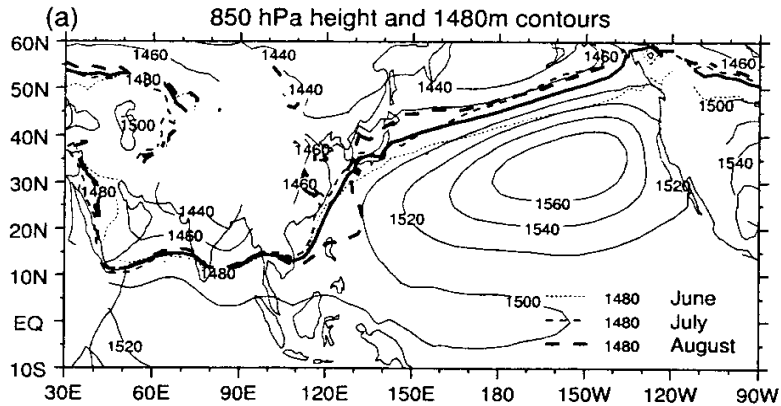 (a) 850 hPa height and 1480m contours
60N 1460 1440 1460 1460
50N 1480 1440 1440 1500
40N 1500 1460 1540
30N 1480 1460 1520 1560 1520
20N 1440 1460 1520 1540
10N 1480 1500 1480 June
EQ 1480 July
1520 1480 August
10S
30E 60E 90E 120E 150E 180 150W 120W 90W